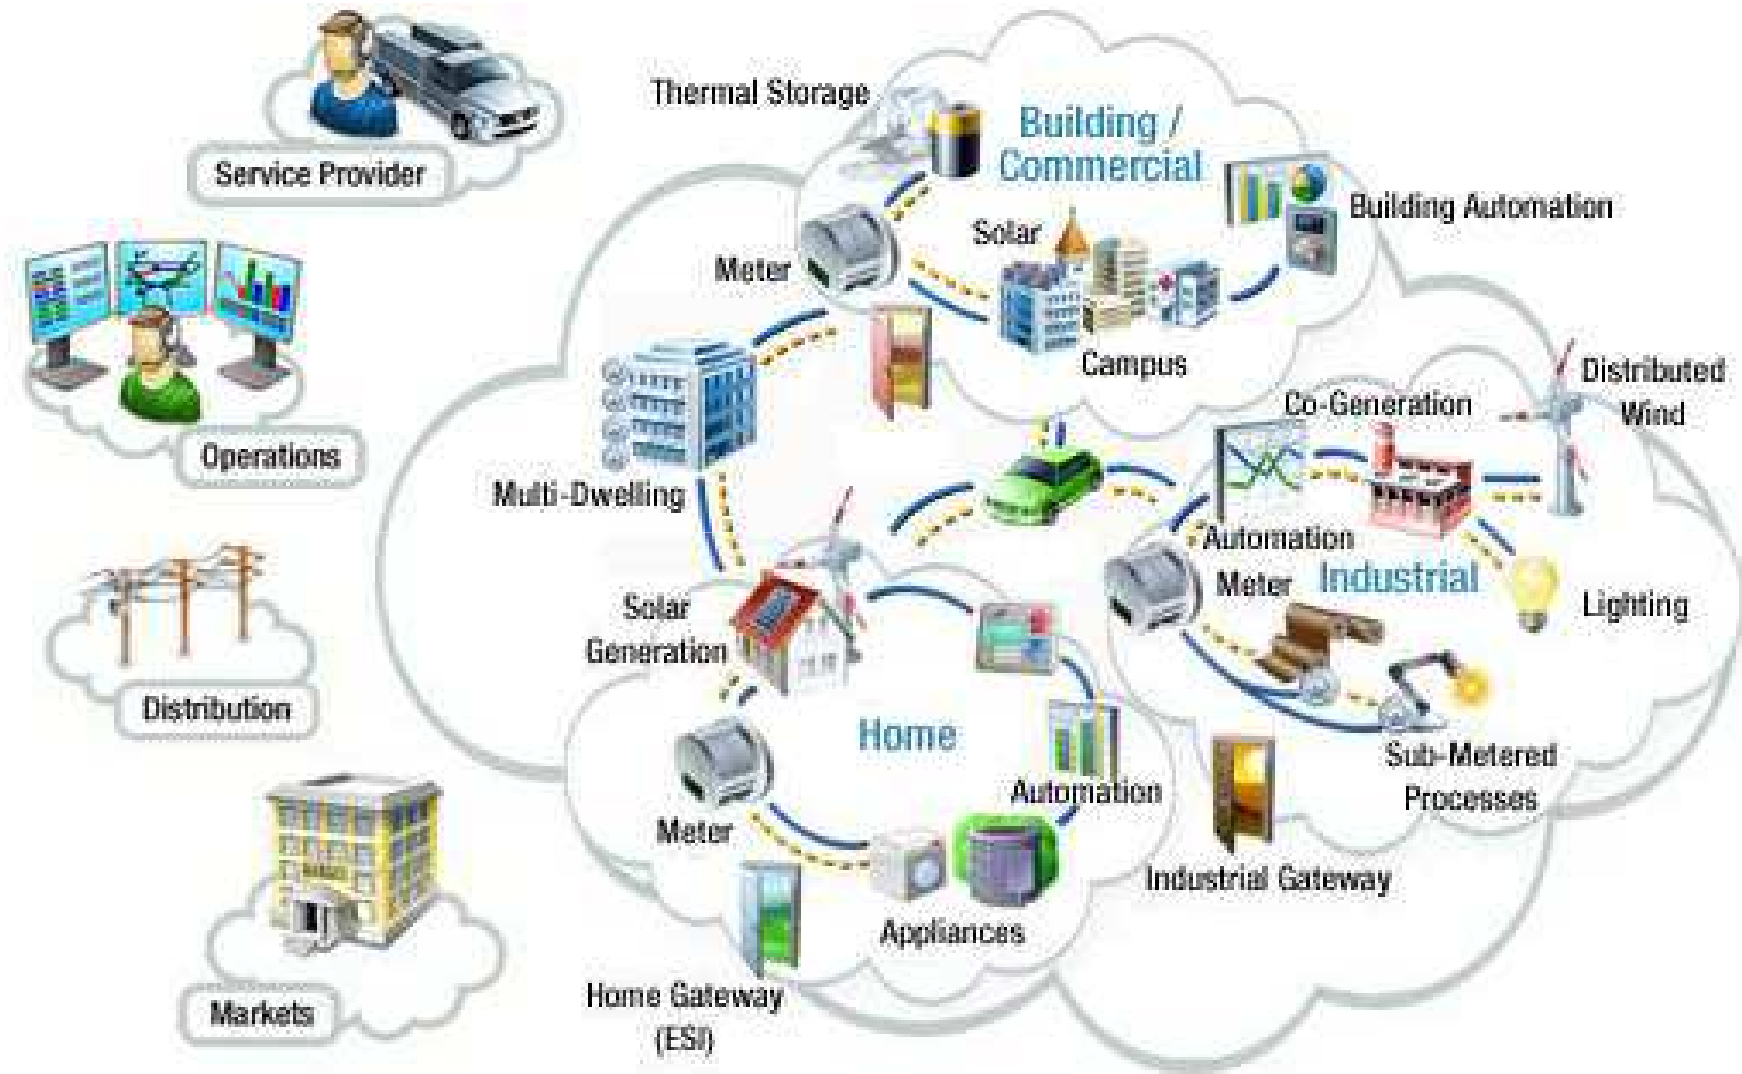 Service Provider
Operations
Distribution
Markets
Thermal Storage
Building /
Commercial
Building Automation
Solar
Meter
Campus
Multi-Dwelling
Co-Generation
Distributed
Wind
Automation
Meter
Industrial
Lighting
Sub-Metered
Processes
Industrial Gateway
Solar
Generation
Home
Automation
Meter
Appliances
Home Gateway
(ESI)